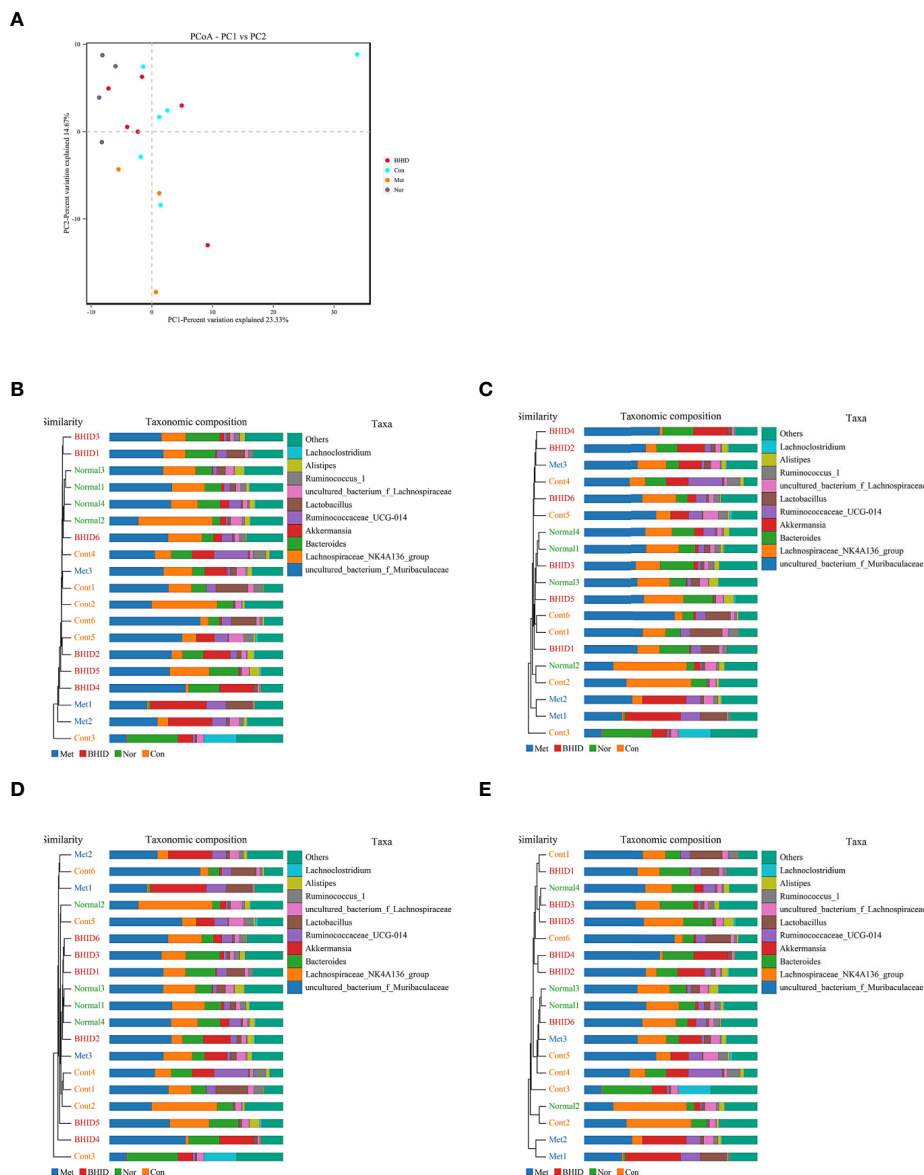 A
PCoA - PC1 vs PC2
10
0
-10
PC2-Percent variation explained 14.67%
-10 0 10 20 30
PC1-Percent variation explained 23.33%
BHID
Con
Met
Nor
B
Similarity Taxonomic composition Taxa
BHID3
BHID1
Normal3
Normal1
Normal4
Normal2
BHID6
Cont4
Met3
Cont1
Cont2
Cont6
Cont5
BHID2
BHID5
BHID4
Met1
Met2
Cont3
Others
Lachnoclostridium
Alistipes
Ruminococcus_1
uncultured_bacterium_f_Lachnospiraceae
Lactobacillus
Ruminococcaceae_UCG-014
Akkermansia
Bacteroides
Lachnospiraceae_NK4A136_group
uncultured_bacterium_f_Muribaculaceae
Met BHID Nor Con
C
Similarity Taxonomic composition Taxa
BHID4
BHID2
Met3
Cont4
BHID6
Cont5
Normal4
Normal1
BHID3
Normal3
BHID5
Cont6
Cont1
BHID1
Normal2
Cont2
Met2
Met1
Cont3
Others
Lachnoclostridium
Alistipes
Ruminococcus_1
uncultured_bacterium_f_Lachnospiraceae
Lactobacillus
Ruminococcaceae_UCG-014
Akkermansia
Bacteroides
Lachnospiraceae_NK4A136_group
uncultured_bacterium_f_Muribaculaceae
Met BHID Nor Con
D
Similarity Taxonomic composition Taxa
Met2
Cont6
Met1
Normal2
Cont5
BHID6
BHID3
BHID1
Normal3
Normal1
Normal4
BHID2
Met3
Cont4
Cont1
Cont2
BHID5
BHID4
Cont3
Others
Lachnoclostridium
Alistipes
Ruminococcus_1
uncultured_bacterium_f_Lachnospiraceae
Lactobacillus
Ruminococcaceae_UCG-014
Akkermansia
Bacteroides
Lachnospiraceae_NK4A136_group
uncultured_bacterium_f_Muribaculaceae
Met BHID Nor Con
E
Similarity Taxonomic composition Taxa
Cont1
BHID1
Normal4
BHID3
BHID5
Cont6
BHID4
BHID2
Normal3
Normal1
BHID6
Met3
Cont5
Cont4
Cont3
Normal2
Cont2
Met2
Met1
Others
Lachnoclostridium
Alistipes
Ruminococcus_1
uncultured_bacterium_f_Lachnospiraceae
Lactobacillus
Ruminococcaceae_UCG-014
Akkermansia
Bacteroides
Lachnospiraceae_NK4A136_group
uncultured_bacterium_f_Muribaculaceae
Met BHID Nor Con